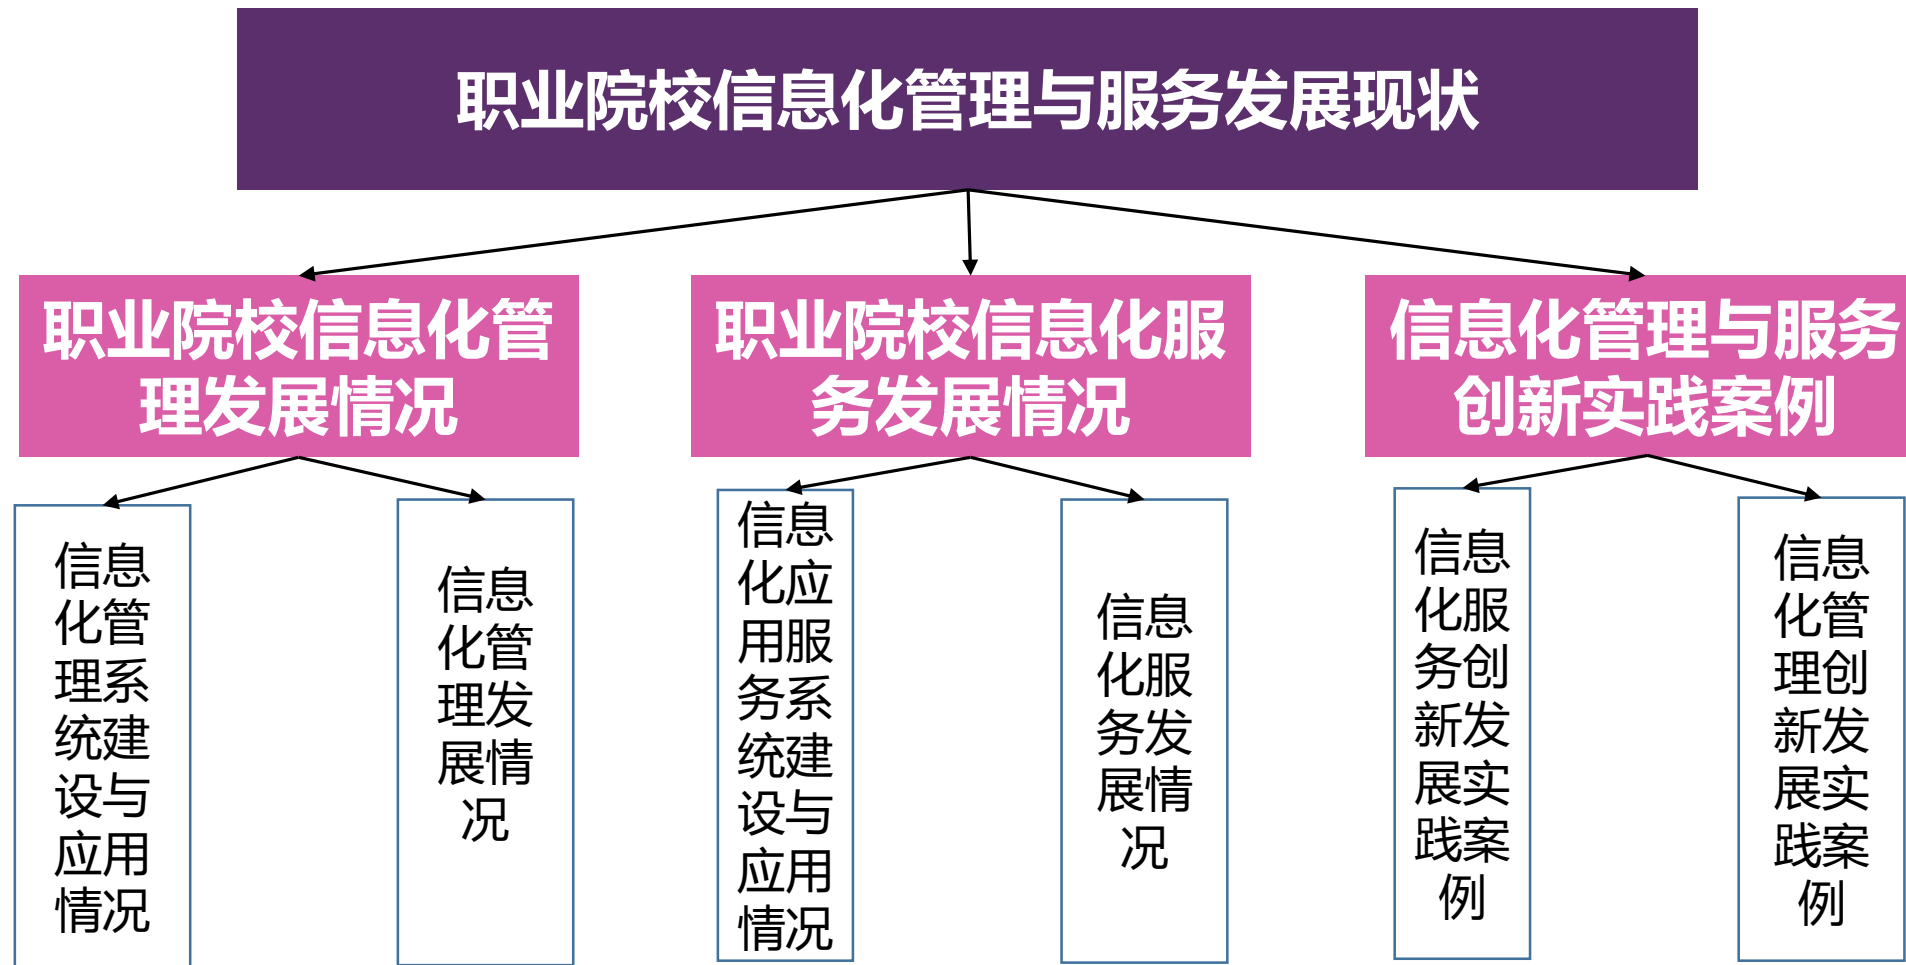 职业院校信息化管理与服务发展现状
职业院校信息化管
理发展情况
职业院校信息化服
务发展情况
信息化管理与服务
创新实践案例
信息
化管
理系
统建
设与
应用
情况
信息
化管
理发
展情
况
信息
化应
用服
务系
统建
设与
应用
情况
信息
化服
务发
展情
况
信息
化服
务创
新发
展实
践案
例
信息
化管
理创
新发
展实
践案
例